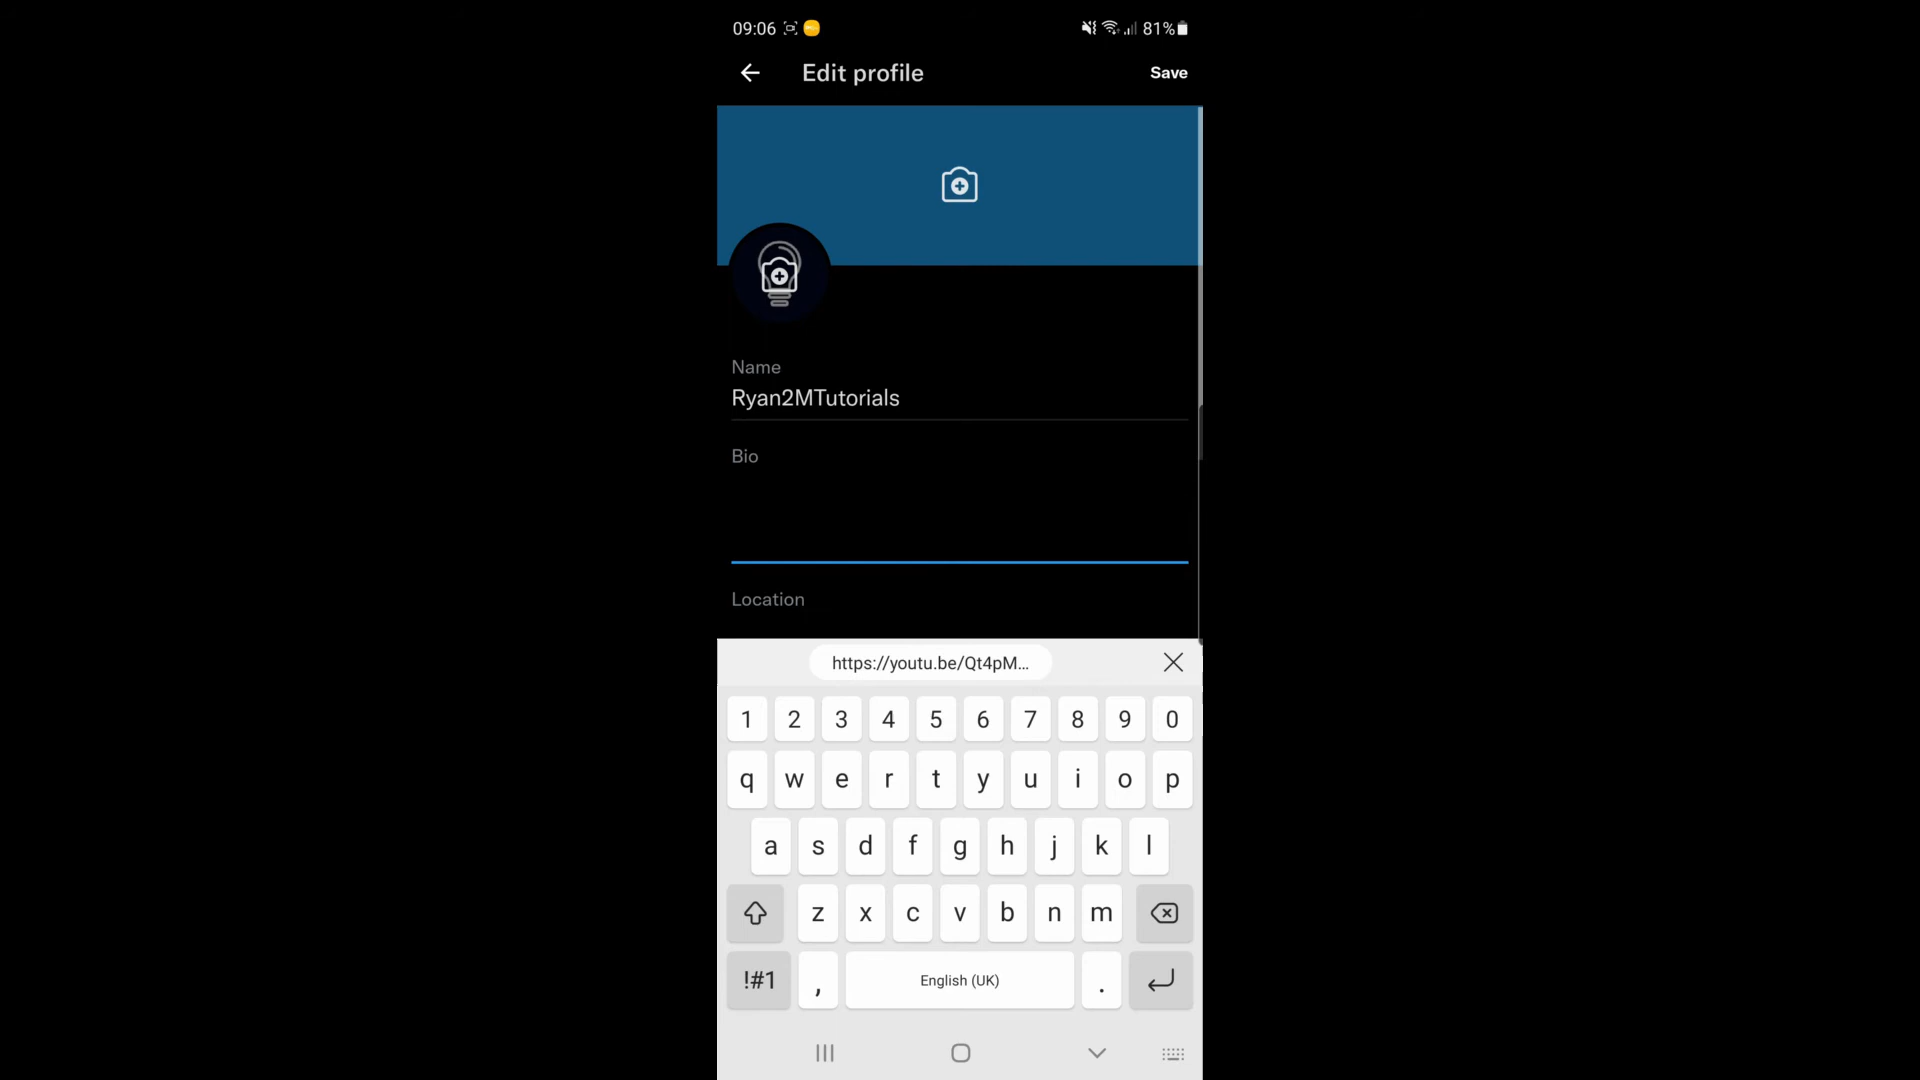 09:06 81%
Edit profile Save
Name
Ryan2MTutorials
Bio
Location
https://youtu.be/Qt4pM...
1 2 3 4 5 6 7 8 9 0
q w e r t y u i o p
a s d f g h j k l
z x c v b n m
!#1 , English (UK) .